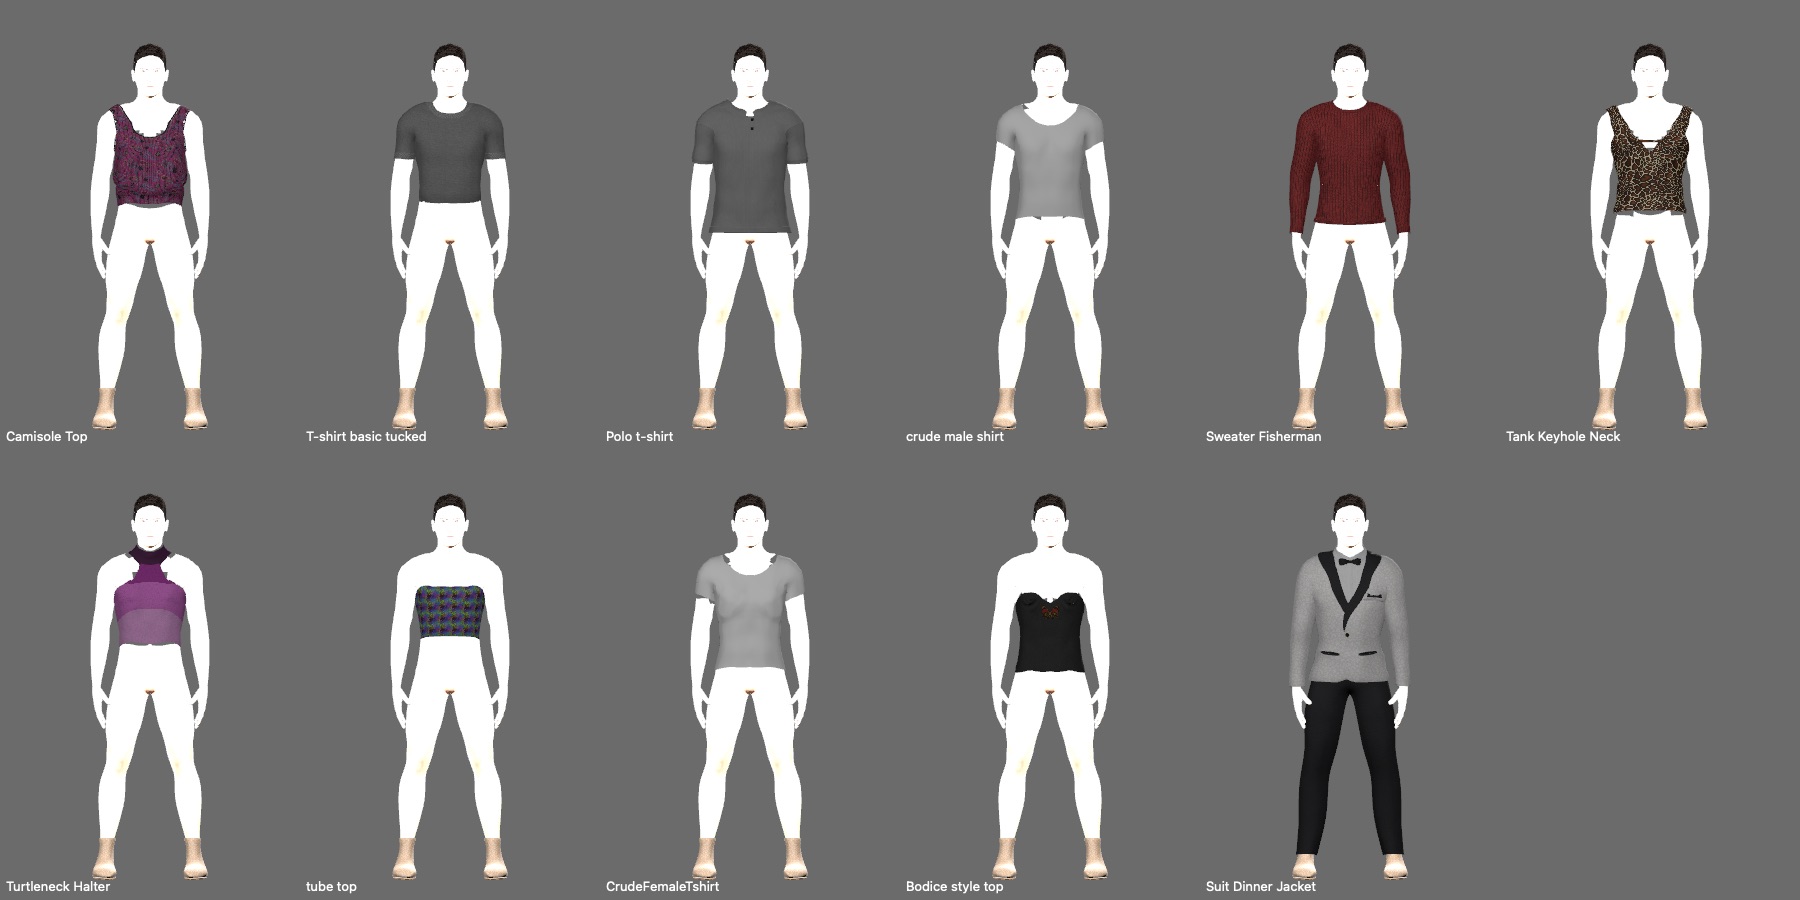 Camisole Top
T-shirt basic tucked
Polo t-shirt
crude male shirt
Sweater Fisherman
Tank Keyhole Neck
Turtleneck Halter
tube top
CrudeFemaleTshirt
Bodice style top
Suit Dinner Jacket